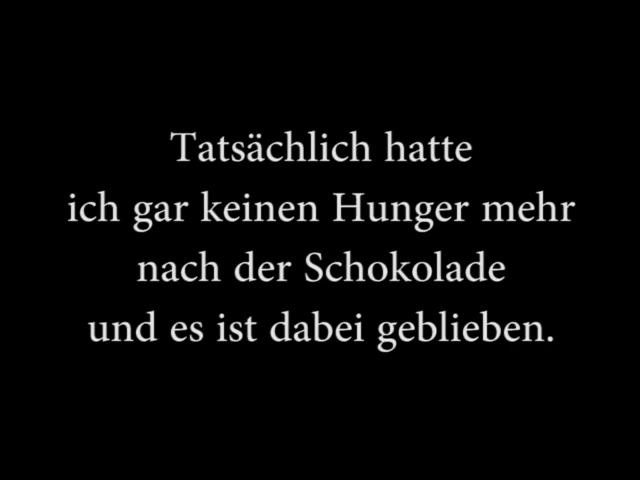 Tatsächlich hatte
ich gar keinen Hunger mehr
nach der Schokolade
und es ist dabei geblieben.